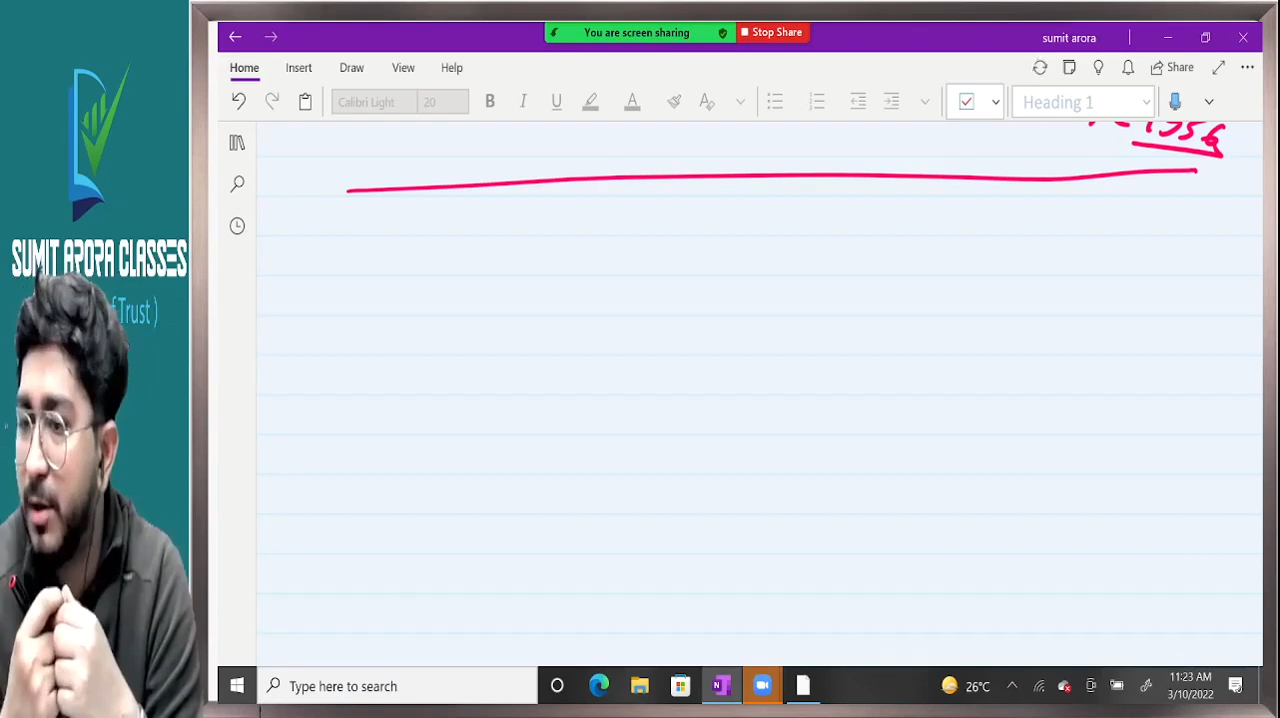 You are screen sharing
Stop Share
sumit arora
Home
Insert
Draw
View
Help
Share
Calibri Light
20
B
I
U
A
Heading 1
1556
SUMIT ARORA CLASSES
f Trust )
Type here to search
26°C
11:23 AM
3/10/2022